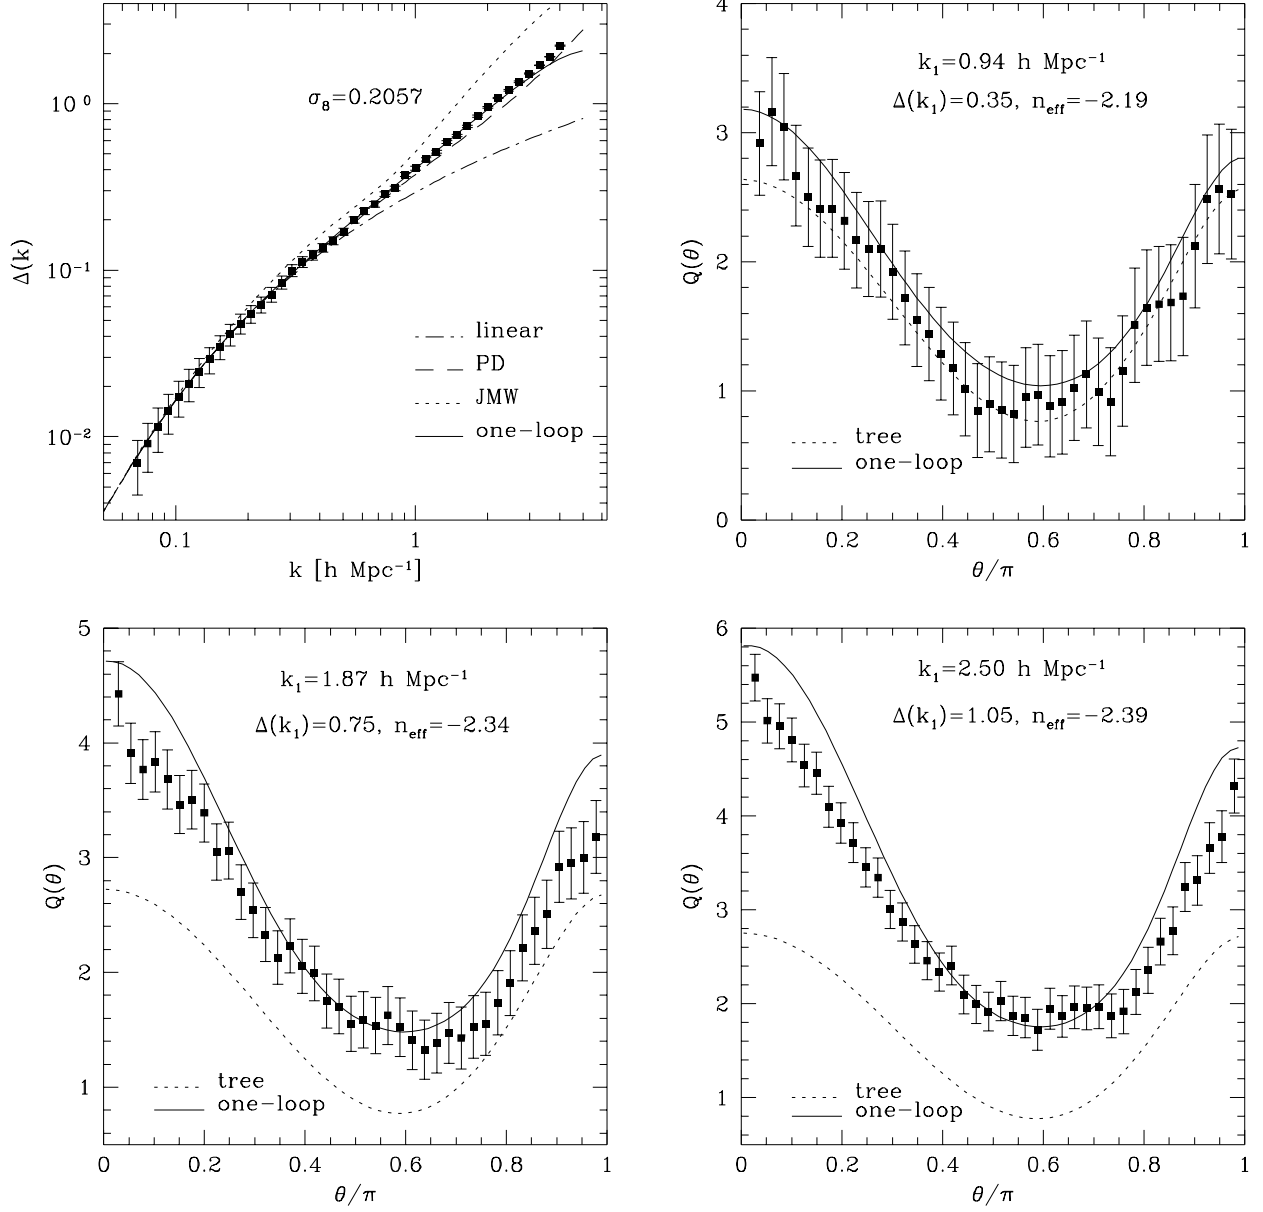 σ₈=0.2057
10⁰
10⁻¹
10⁻²
Δ(k)
linear
PD
JMW
one-loop
0.1 1
k [h Mpc⁻¹]
4
3
2
1
0
Q(θ)
k₁=0.94 h Mpc⁻¹
Δ(k₁)=0.35, n_eff=−2.19
tree
one-loop
0 0.2 0.4 0.6 0.8 1
θ/π
5
4
3
2
1
Q(θ)
k₁=1.87 h Mpc⁻¹
Δ(k₁)=0.75, n_eff=−2.34
tree
one-loop
0 0.2 0.4 0.6 0.8 1
θ/π
6
5
4
3
2
1
Q(θ)
k₁=2.50 h Mpc⁻¹
Δ(k₁)=1.05, n_eff=−2.39
tree
one-loop
0 0.2 0.4 0.6 0.8 1
θ/π